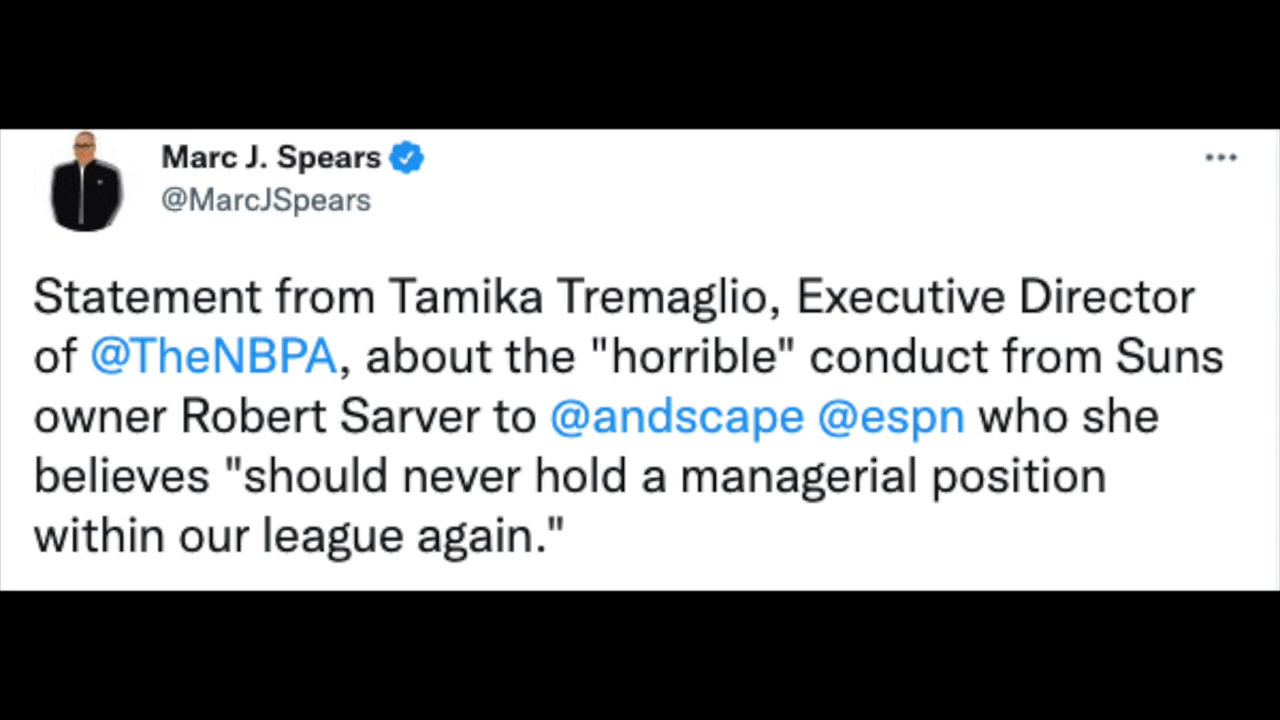 Marc J. Spears
@MarcJSpears
Statement from Tamika Tremaglio, Executive Director
of @TheNBPA, about the "horrible" conduct from Suns
owner Robert Sarver to @andscape @espn who she
believes "should never hold a managerial position
within our league again."